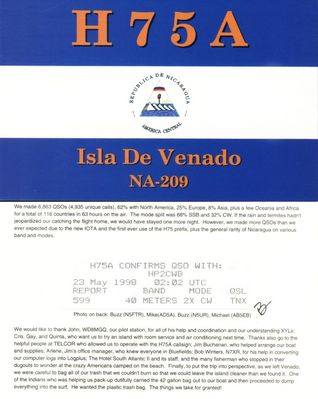 H75A
REPUBLICA DE NICARAGUA
AMERICA CENTRAL
Isla De Venado
NA-209
We made 6,863 QSOs (4,935 unique calls), 62% with North America, 25% Europe, 8% Asia, plus a few Oceania and Africa
for a total of 116 countries in 63 hours on the air. The mode split was 68% SSB and 32% CW. If the rain and termites hadn't
jeopardized our catching the flight home, we would have stayed one more night. However, we made more QSOs than we
ever expected due to the new IOTA and the first ever use of the H75 prefix, plus the general rarity of Nicaragua on various
band and modes.
H75A CONFIRMS QSO WITH:
HP2CWB
23 May 1998 02:02 UTC
REPORT BAND MODE QSL
599 40 METERS 2X CW TNX
Photo on back: Buzz (N5FTR), Mike(AD5A), Buzz (N5UR), Michael (AB5EB)
We would like to thank John, WD8MGQ, our pilot station, for all of his help and coordination and our understanding XYLs:
Cris, Gay, and Quinta, who want us to try an island with room service and air conditioning next time. Thanks also go to the
helpful people at TELCOR who allowed us to operate with the H75A callsign; Jim Buchanan, who helped arrange our boat
and supplies; Arlene, Jim's office manager, who knew everyone in Bluefields; Bob Winters, N7XR, for his help in converting
our computer logs into Logplus; The Hotel South Atlantic II and its staff; and the many fisherman who stopped in their
dugouts to wonder at the crazy Americans camped on the beach. Finally, to put the trip into perspective, as we left Venado,
we were careful to bag all of our trash that we couldn't burn so that we could leave the island cleaner than we found it. One
of the Indians who was helping us pack up dutifully carried the 42 gallon bag out to our boat and then proceeded to dump
everything into the surf. He wanted the plastic trash bag. The things we take for granted!